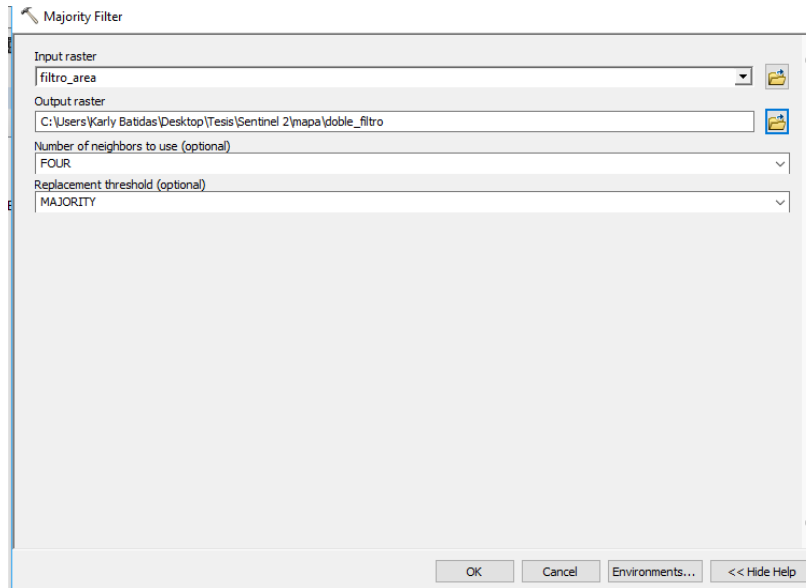 Majority Filter
Input raster
filtro_area
Output raster
C:\Users\Karly Batidas\Desktop\Tesis\Sentinel 2\mapa\doble_filtro
Number of neighbors to use (optional)
FOUR
Replacement threshold (optional)
MAJORITY
OK Cancel Environments... << Hide Help